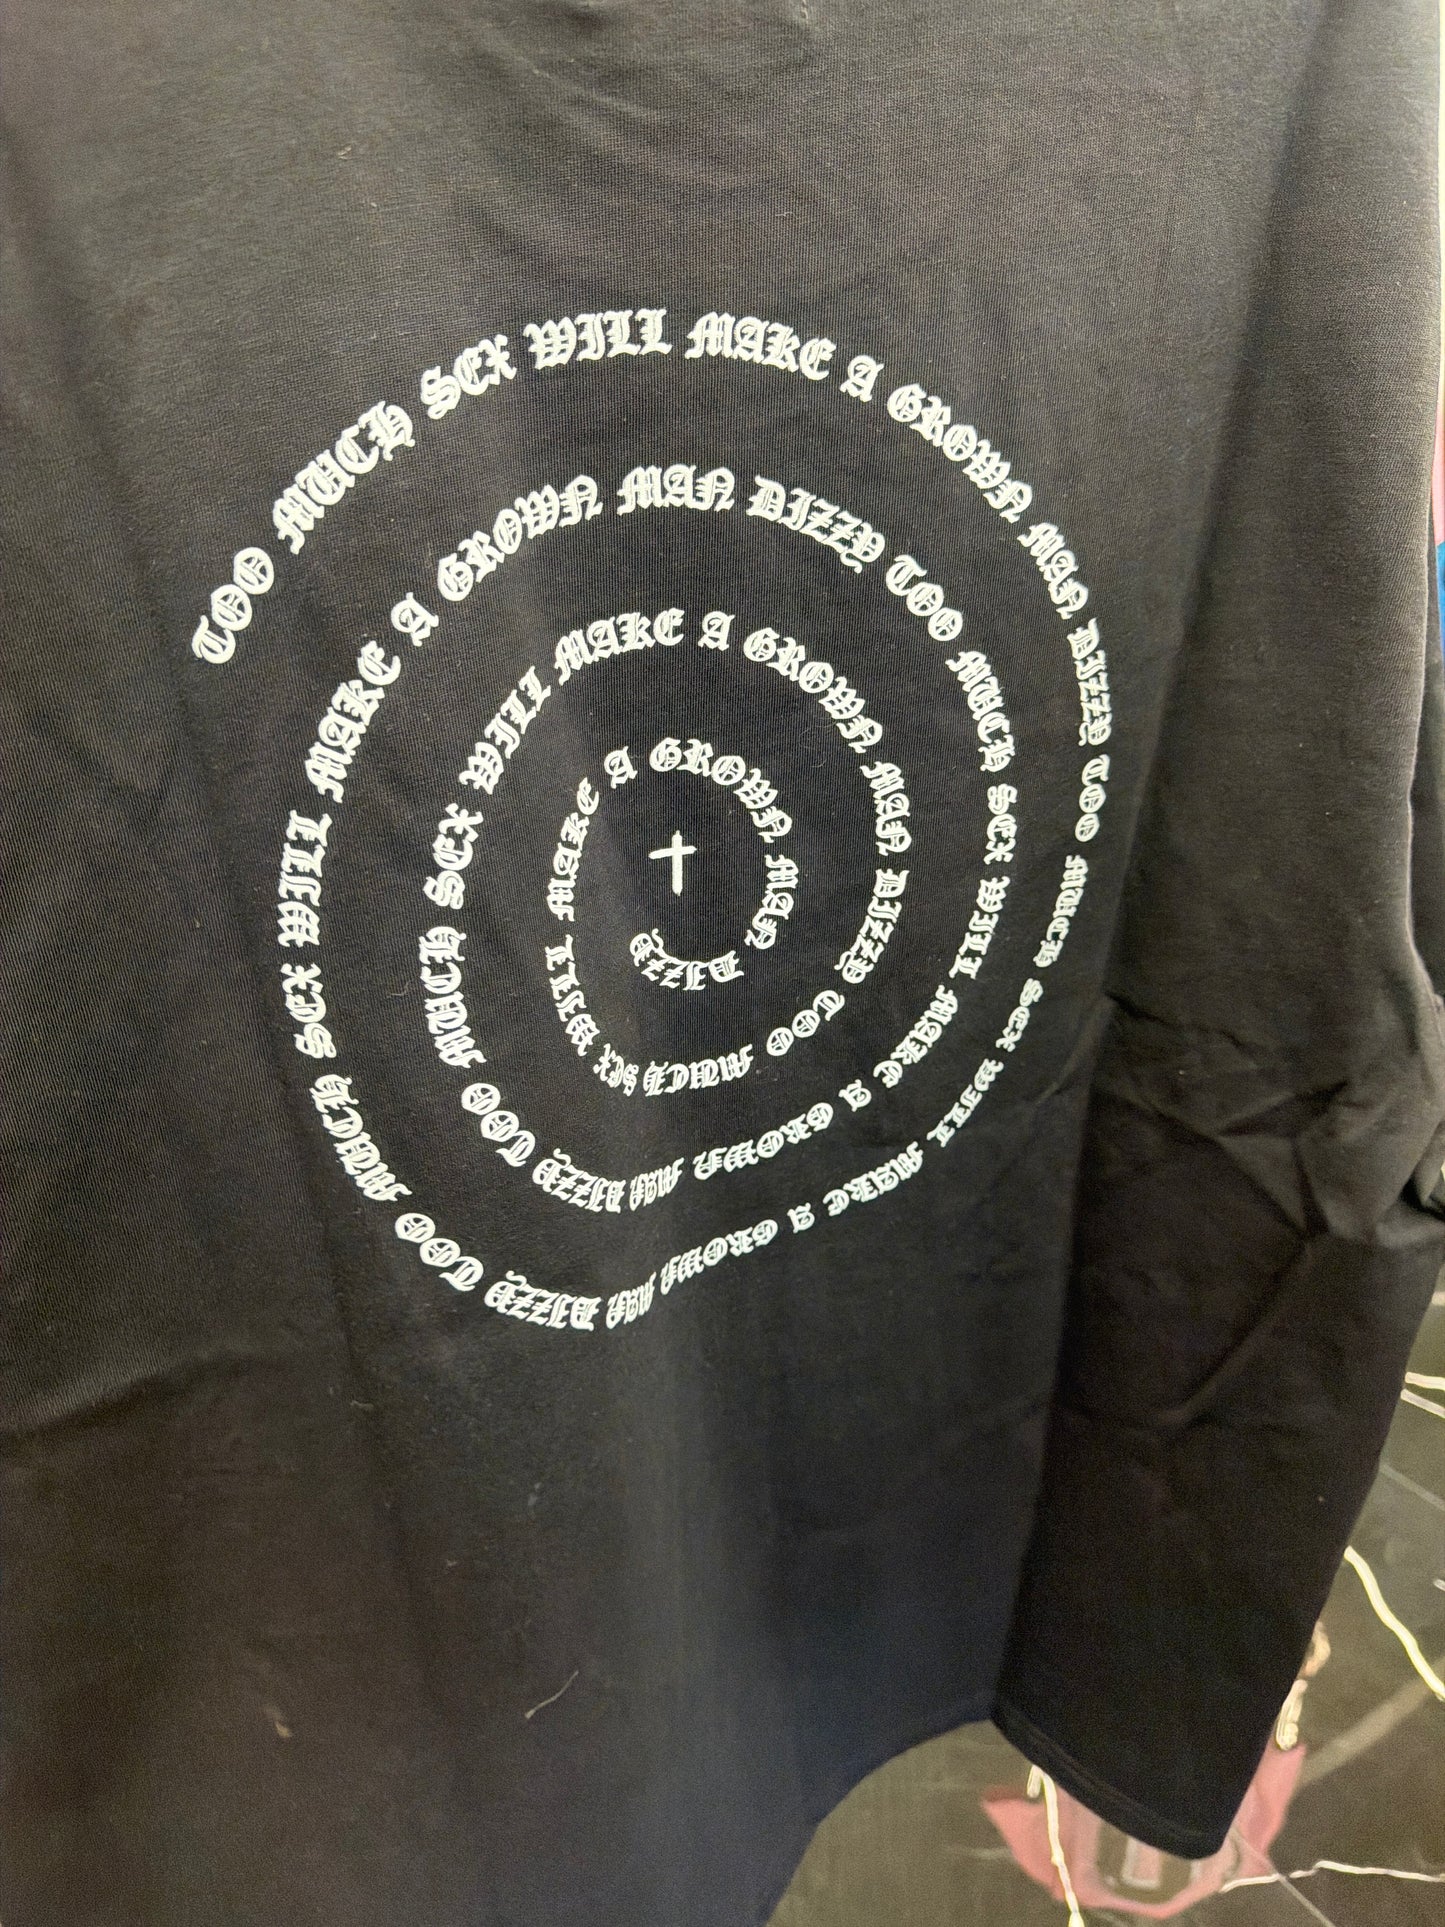 TOO MUCH SEX WILL MAKE A GROWN MAN DIZZY TOO MUCH SEX WILL MAKE A GROWN MAN DIZZY TOO MUCH SEX WILL MAKE A GROWN MAN DIZZY TOO MUCH SEX WILL MAKE A GROWN MAN DIZZY TOO MUCH SEX WILL MAKE A GROWN MAN DIZZY TOO MUCH SEX WILL MAKE A GROWN MAN DIZZY